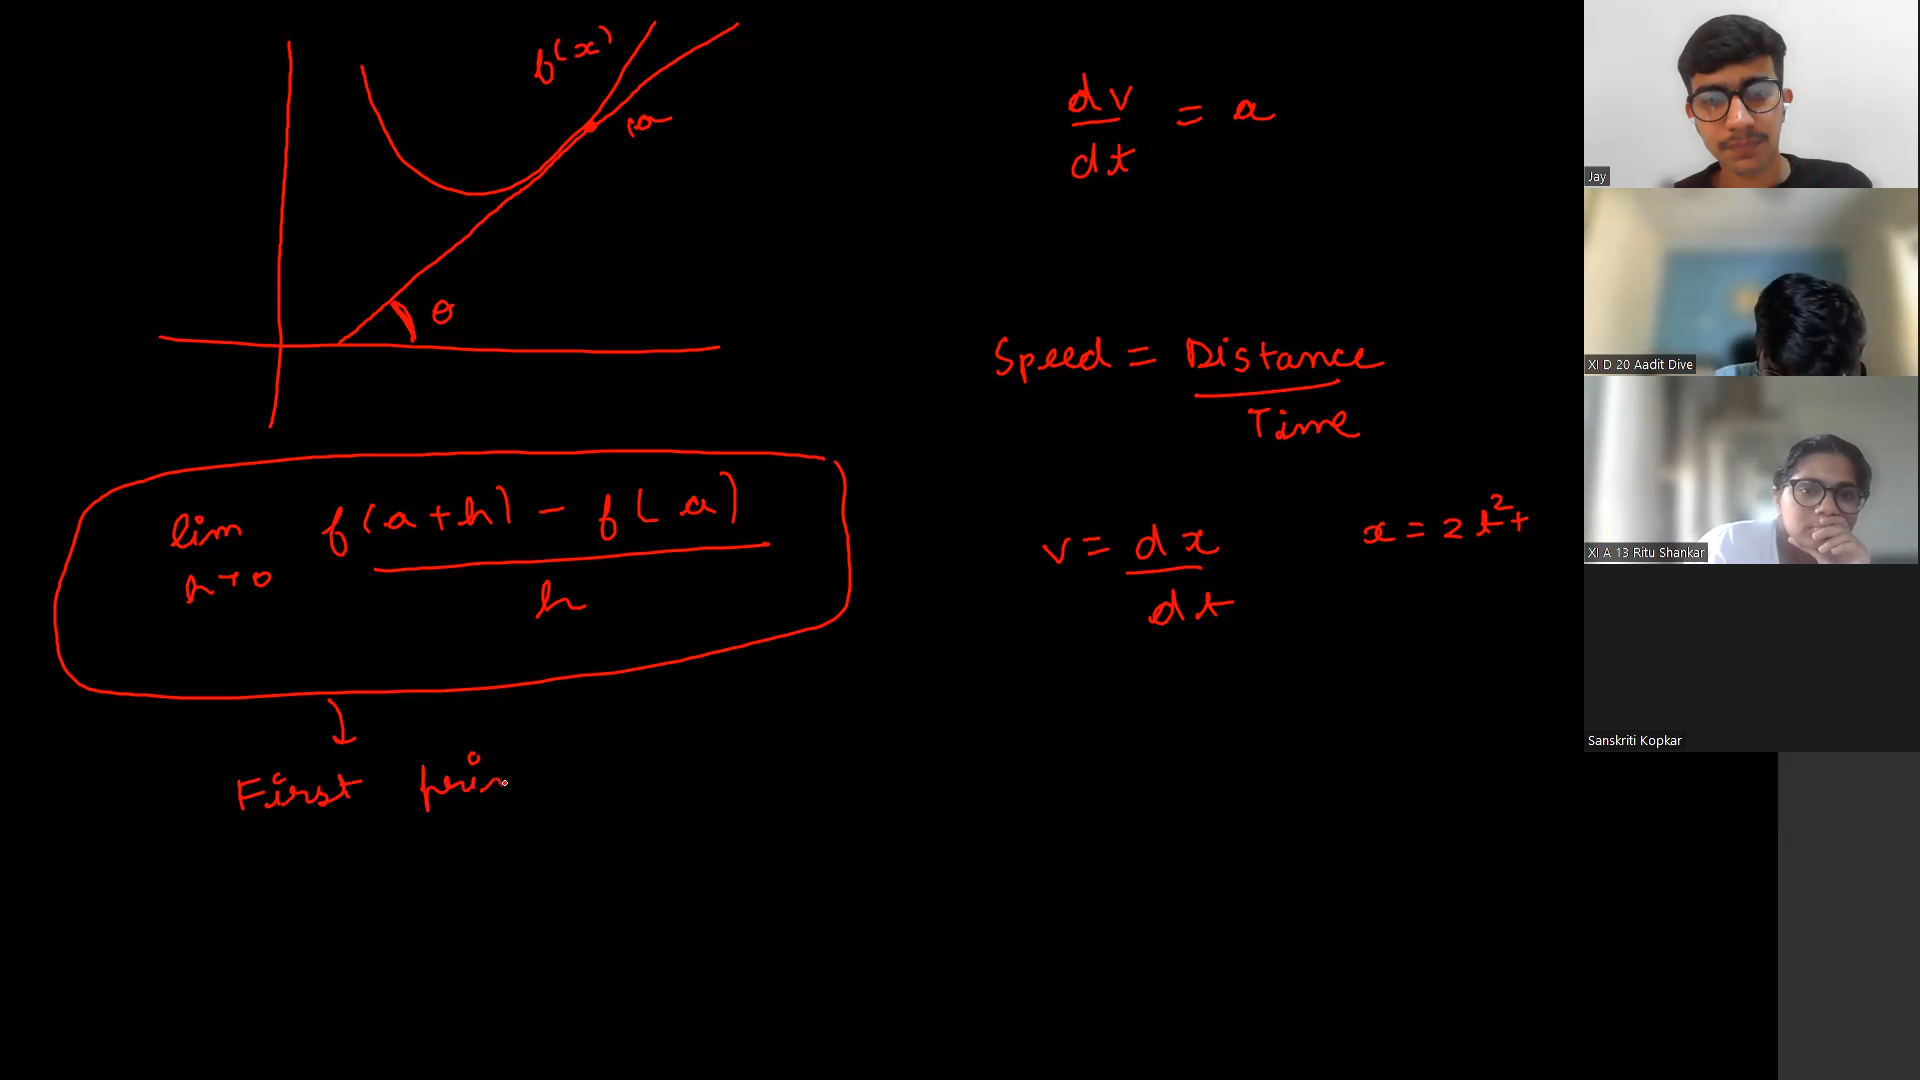 f(x)
a
θ
lim f(a+h) - f(a)
h→0 h
First prin
dv
dt = a
Speed = Distance
Time
v = dx
dt
x = 2t²+
Jay
XI D 20 Aadit Dive
XI A 13 Ritu Shankar
Sanskriti Kopkar